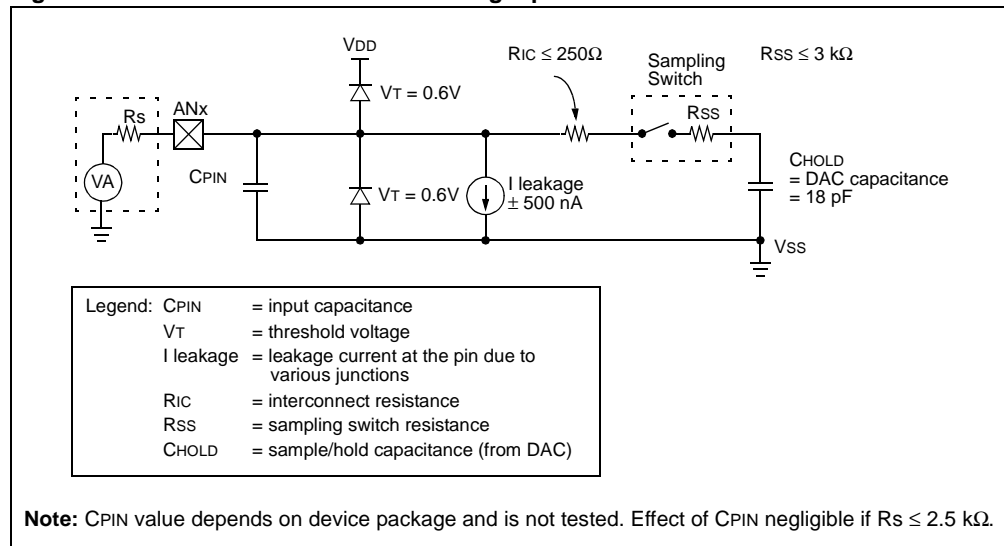 VDD
RIC ≤ 250Ω
Sampling
Switch
RSS ≤ 3 kΩ
VT = 0.6V
Rs
ANx
RSS
CHOLD
= DAC capacitance
= 18 pF
VA
CPIN
VT = 0.6V
I leakage
± 500 nA
VSS
Legend: CPIN = input capacitance
VT = threshold voltage
I leakage = leakage current at the pin due to
various junctions
RIC = interconnect resistance
RSS = sampling switch resistance
CHOLD = sample/hold capacitance (from DAC)
Note: CPIN value depends on device package and is not tested. Effect of CPIN negligible if Rs ≤ 2.5 kΩ.